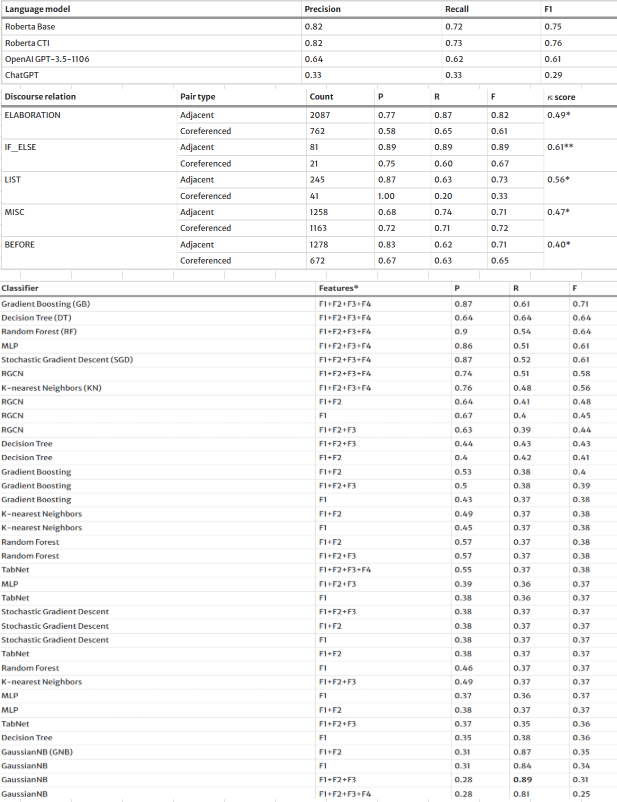 Language model Precision Recall F1
Roberta Base 0.82 0.72 0.75
Roberta CTI 0.82 0.73 0.76
OpenAI GPT-3.5-1106 0.64 0.62 0.61
ChatGPT 0.33 0.33 0.29
Discourse relation Pair type Count P R F κ score
ELABORATION Adjacent 2087 0.77 0.87 0.82 0.49*
Coreferenced 762 0.58 0.65 0.61
IF_ELSE Adjacent 81 0.89 0.89 0.89 0.61**
Coreferenced 21 0.75 0.60 0.67
LIST Adjacent 245 0.87 0.63 0.73 0.56*
Coreferenced 41 1.00 0.20 0.33
MISC Adjacent 1258 0.68 0.74 0.71 0.47*
Coreferenced 1163 0.72 0.71 0.72
BEFORE Adjacent 1278 0.83 0.62 0.71 0.40*
Coreferenced 672 0.67 0.63 0.65
Classifier Features* P R F
Gradient Boosting (GB) F1+F2+F3+F4 0.87 0.61 0.71
Decision Tree (DT) F1+F2+F3+F4 0.64 0.64 0.64
Random Forest (RF) F1+F2+F3+F4 0.9 0.54 0.64
MLP F1+F2+F3+F4 0.86 0.51 0.61
Stochastic Gradient Descent (SGD) F1+F2+F3+F4 0.87 0.52 0.61
RGCN F1+F2+F3+F4 0.74 0.51 0.58
K-nearest Neighbors (KN) F1+F2+F3+F4 0.76 0.48 0.56
RGCN F1+F2 0.64 0.41 0.48
RGCN F1 0.67 0.4 0.45
RGCN F1+F2+F3 0.63 0.39 0.44
Decision Tree F1+F2+F3 0.44 0.43 0.43
Decision Tree F1+F2 0.4 0.42 0.41
Gradient Boosting F1+F2 0.53 0.38 0.4
Gradient Boosting F1+F2+F3 0.5 0.38 0.39
Gradient Boosting F1 0.43 0.37 0.38
K-nearest Neighbors F1+F2 0.49 0.37 0.38
K-nearest Neighbors F1 0.45 0.37 0.38
Random Forest F1+F2 0.57 0.37 0.38
Random Forest F1+F2+F3 0.57 0.37 0.38
TabNet F1+F2+F3+F4 0.55 0.37 0.38
MLP F1+F2+F3 0.39 0.36 0.37
TabNet F1 0.38 0.36 0.37
Stochastic Gradient Descent F1+F2+F3 0.38 0.37 0.37
Stochastic Gradient Descent F1+F2 0.38 0.37 0.37
Stochastic Gradient Descent F1 0.38 0.37 0.37
TabNet F1+F2 0.38 0.37 0.37
Random Forest F1 0.46 0.37 0.37
K-nearest Neighbors F1+F2+F3 0.49 0.37 0.37
MLP F1 0.37 0.36 0.37
MLP F1+F2 0.38 0.37 0.37
TabNet F1+F2+F3 0.37 0.35 0.36
Decision Tree F1 0.35 0.38 0.36
GaussianNB (GNB) F1+F2 0.31 0.87 0.35
GaussianNB F1 0.31 0.84 0.34
GaussianNB F1+F2+F3 0.28 0.89 0.31
GaussianNB F1+F2+F3+F4 0.28 0.81 0.25